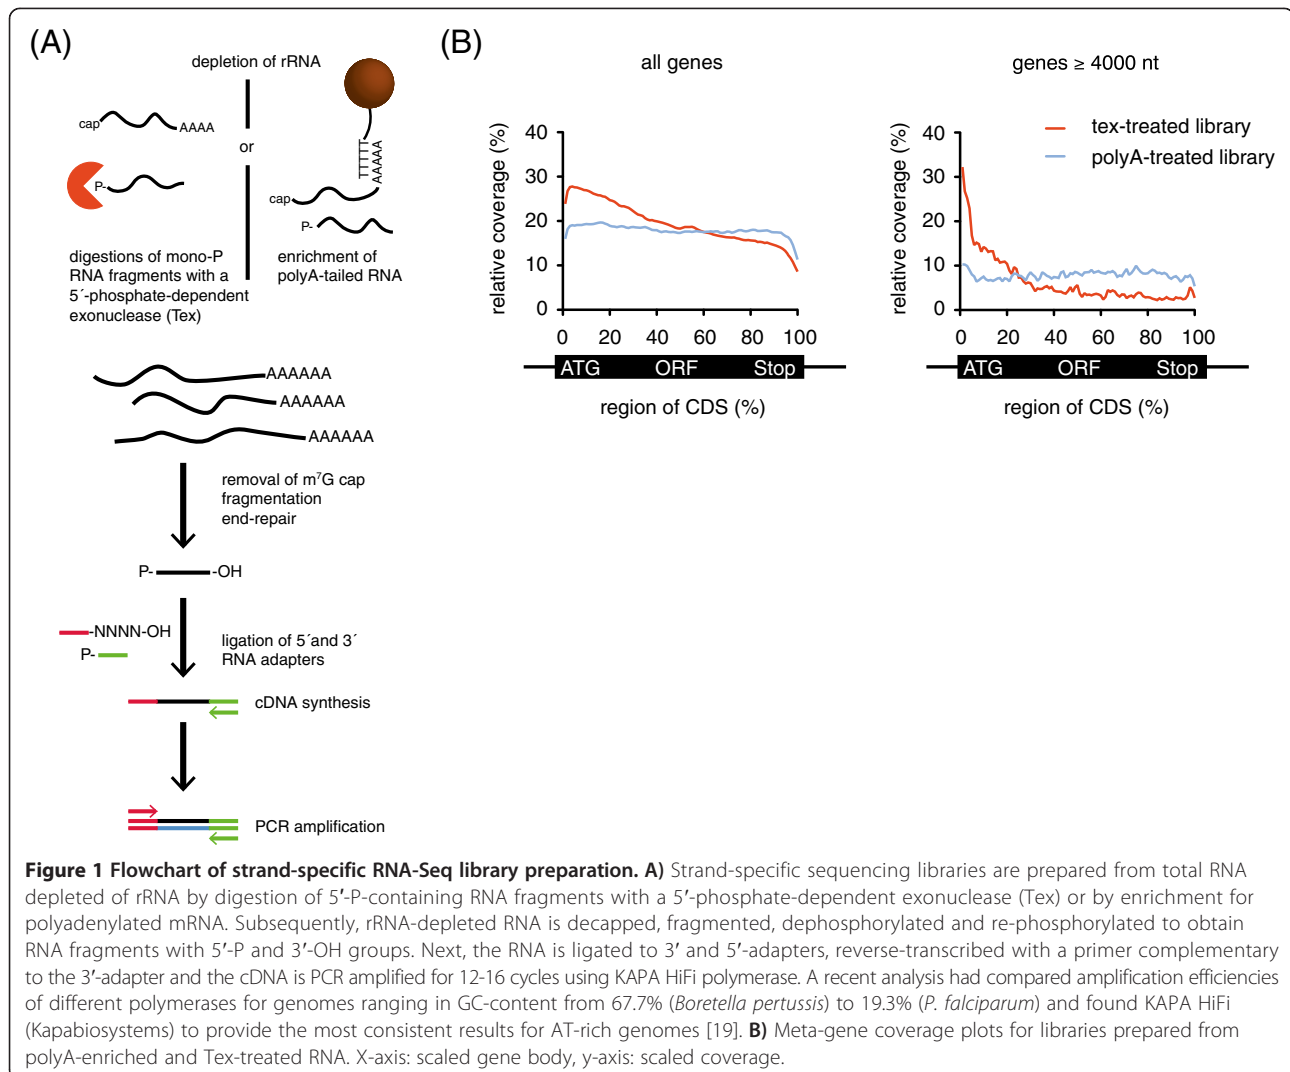 (A)
depletion of rRNA
cap
AAAA
or
P-
TTTTT
AAAAA
cap
P-
digestions of mono-P
RNA fragments with a
5´-phosphate-dependent
exonuclease (Tex)
enrichment of
polyA-tailed RNA
AAAAAA
AAAAAA
AAAAAA
removal of m⁷G cap
fragmentation
end-repair
P-
-OH
-NNNN-OH
P-
ligation of 5´and 3´
RNA adapters
cDNA synthesis
PCR amplification
(B)
all genes
relative coverage (%)
40
30
20
10
0
0 20 40 60 80 100
ATG ORF Stop
region of CDS (%)
genes ≥ 4000 nt
tex-treated library
polyA-treated library
relative coverage (%)
40
30
20
10
0
0 20 40 60 80 100
ATG ORF Stop
region of CDS (%)
Figure 1 Flowchart of strand-specific RNA-Seq library preparation. A) Strand-specific sequencing libraries are prepared from total RNA
depleted of rRNA by digestion of 5′-P-containing RNA fragments with a 5′-phosphate-dependent exonuclease (Tex) or by enrichment for
polyadenylated mRNA. Subsequently, rRNA-depleted RNA is decapped, fragmented, dephosphorylated and re-phosphorylated to obtain
RNA fragments with 5′-P and 3′-OH groups. Next, the RNA is ligated to 3′ and 5′-adapters, reverse-transcribed with a primer complementary
to the 3′-adapter and the cDNA is PCR amplified for 12-16 cycles using KAPA HiFi polymerase. A recent analysis had compared amplification efficiencies
of different polymerases for genomes ranging in GC-content from 67.7% (Boretella pertussis) to 19.3% (P. falciparum) and found KAPA HiFi
(Kapabiosystems) to provide the most consistent results for AT-rich genomes [19]. B) Meta-gene coverage plots for libraries prepared from
polyA-enriched and Tex-treated RNA. X-axis: scaled gene body, y-axis: scaled coverage.